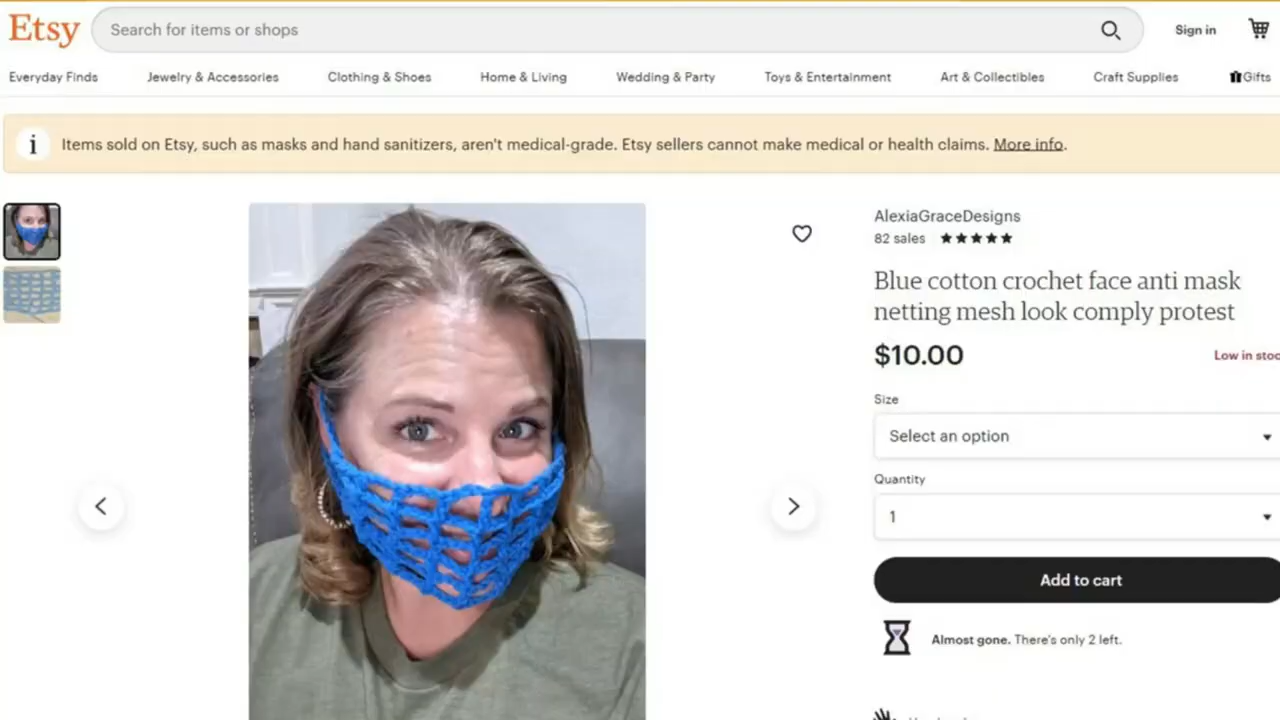 Etsy
Search for items or shops
Sign in
Everyday Finds
Jewelry & Accessories
Clothing & Shoes
Home & Living
Wedding & Party
Toys & Entertainment
Art & Collectibles
Craft Supplies
Gifts
i
Items sold on Etsy, such as masks and hand sanitizers, aren't medical-grade. Etsy sellers cannot make medical or health claims. More info.
AlexiaGraceDesigns
82 sales
Blue cotton crochet face anti mask
netting mesh look comply protest
$10.00
Low in
Size
Select an option
Quantity
1
Add to cart
Almost gone. There's only 2 left.